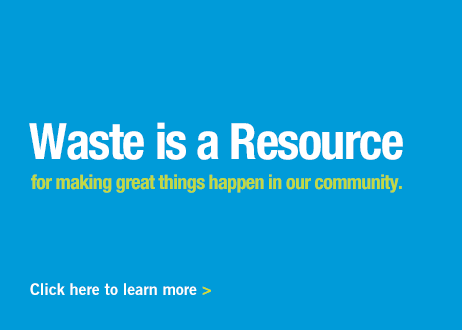 Waste is a Resource
for making great things happen in our community.
Click here to learn more >